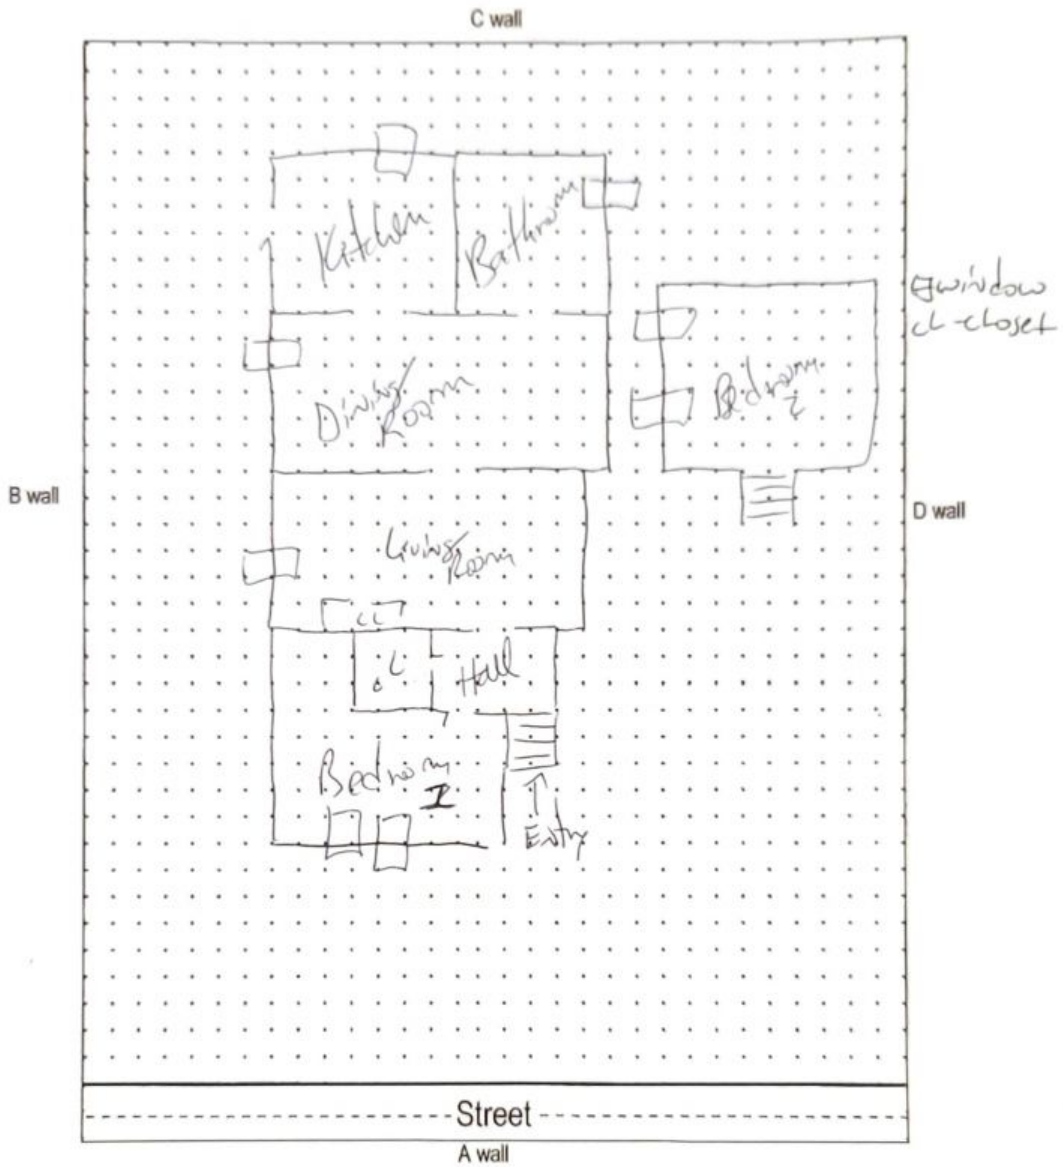 C wall
Kitchen
Bathroom
window
cL-closet
Dining
Room
Bedroom
2
B wall
D wall
Living
Room
CL
CL
Hall
Bedroom
I
Entry
Street
A wall